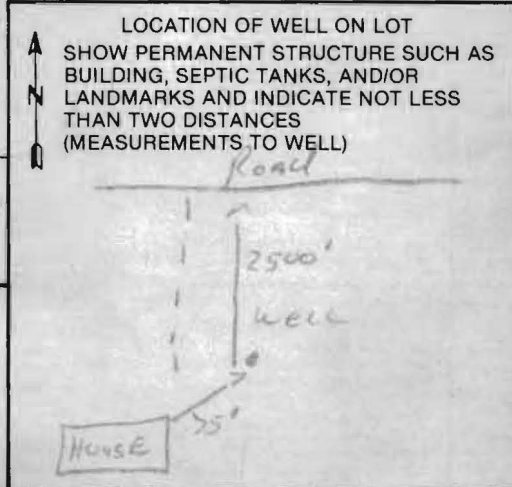 LOCATION OF WELL ON LOT
SHOW PERMANENT STRUCTURE SUCH AS
BUILDING, SEPTIC TANKS, AND/OR
N LANDMARKS AND INDICATE NOT LESS
THAN TWO DISTANCES
(MEASUREMENTS TO WELL)
Road
2500'
WELL
75'
HOUSE